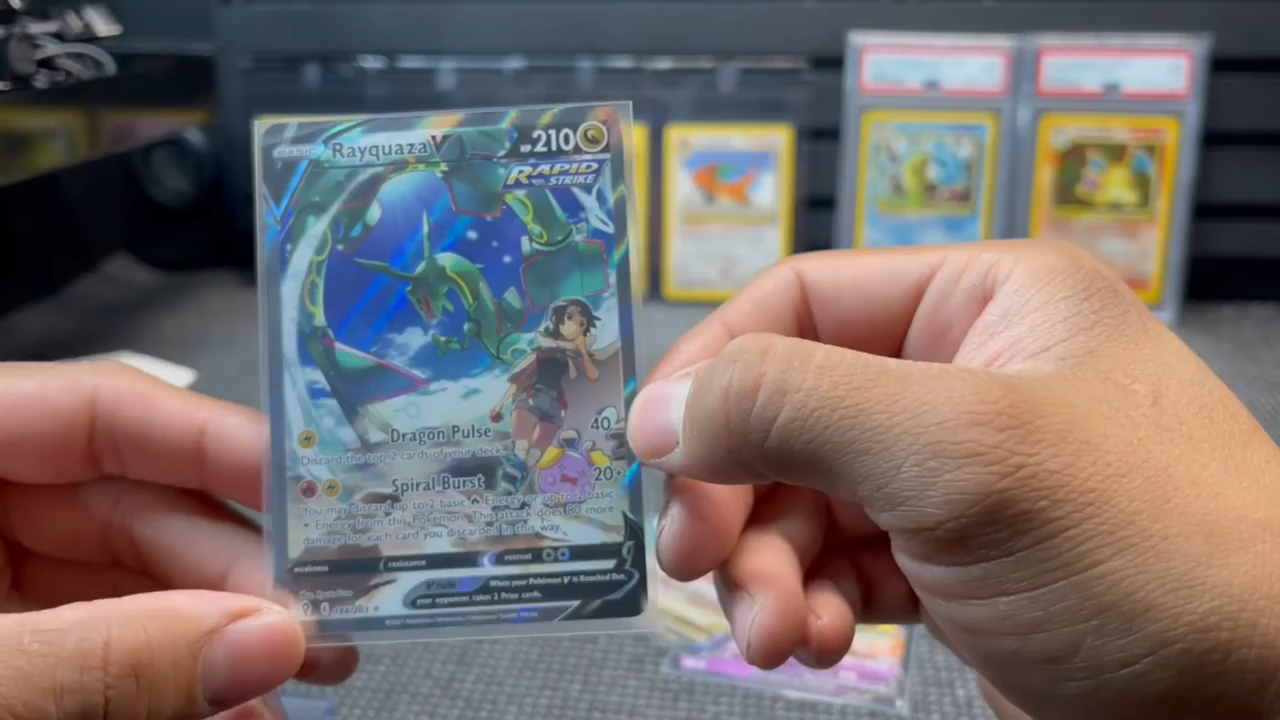 BASIC Rayquaza V HP 210
RAPID
STRIKE
Dragon Pulse 40
Discard the top 2 cards of your deck.
Spiral Burst 20+
You may discard up to 2 basic Energy or up to 2 basic
Energy from this Pokémon. This attack does 80 more
damage for each card you discarded in this way.
weakness resistance retreat
When your Pokémon V is Knocked Out,
your opponent takes 2 Prize cards.
194/203